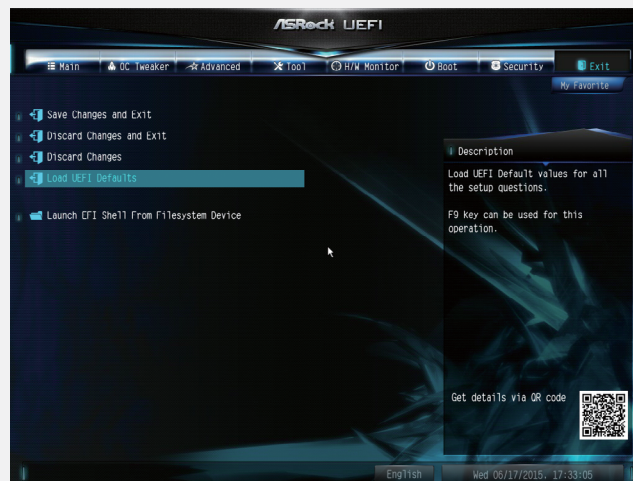 ASRock UEFI
Main
OC Tweaker
Advanced
Tool
H/W Monitor
Boot
Security
Exit
My Favorite
Save Changes and Exit
Discard Changes and Exit
Discard Changes
Load UEFI Defaults
Launch EFI Shell From Filesystem Device
Description
Load UEFI Default values for all
the setup questions.
F9 key can be used for this
operation.
Get details via QR code
English
Wed 06/17/2015, 17:33:05